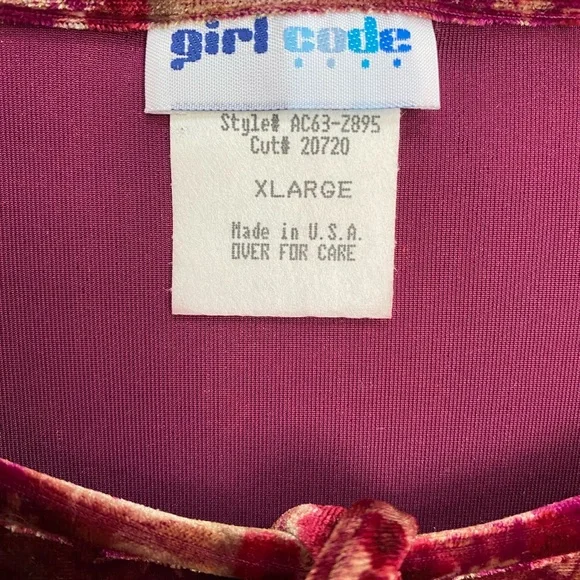 girl code
Style# AC63-Z895
Cut# 20720
XLARGE
Made in U.S.A.
OVER FOR CARE